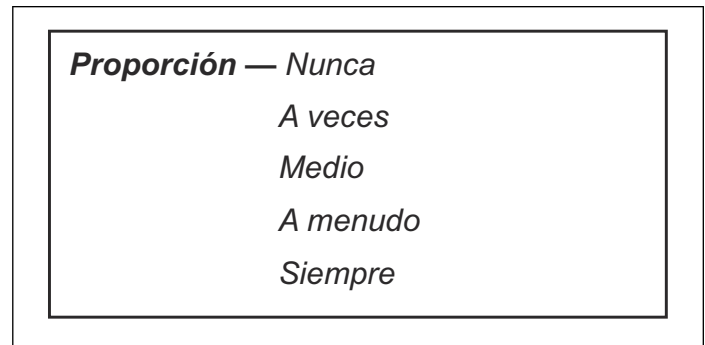 Proporción — Nunca
A veces
Medio
A menudo
Siempre